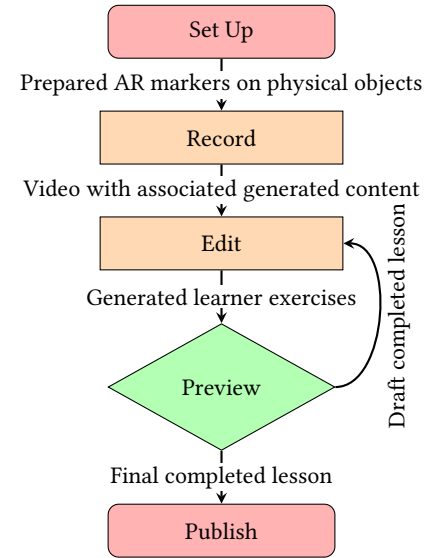 Set Up
Prepared AR markers on physical objects
Record
Video with associated generated content
Edit
Generated learner exercises
Draft completed lesson
Preview
Final completed lesson
Publish